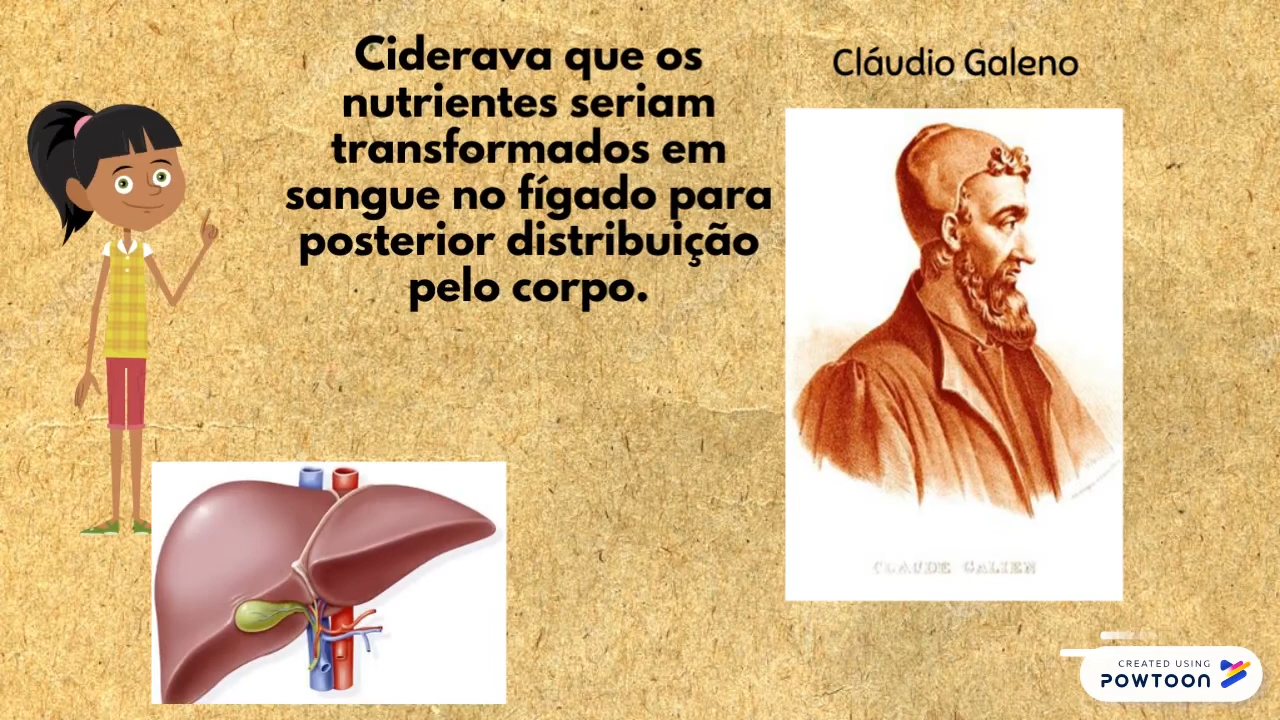 Ciderava que os
nutrientes seriam
transformados em
sangue no fígado para
posterior distribuição
pelo corpo.
Cláudio Galeno
CLAUDE GALIEN
CREATED USING
POWTOON